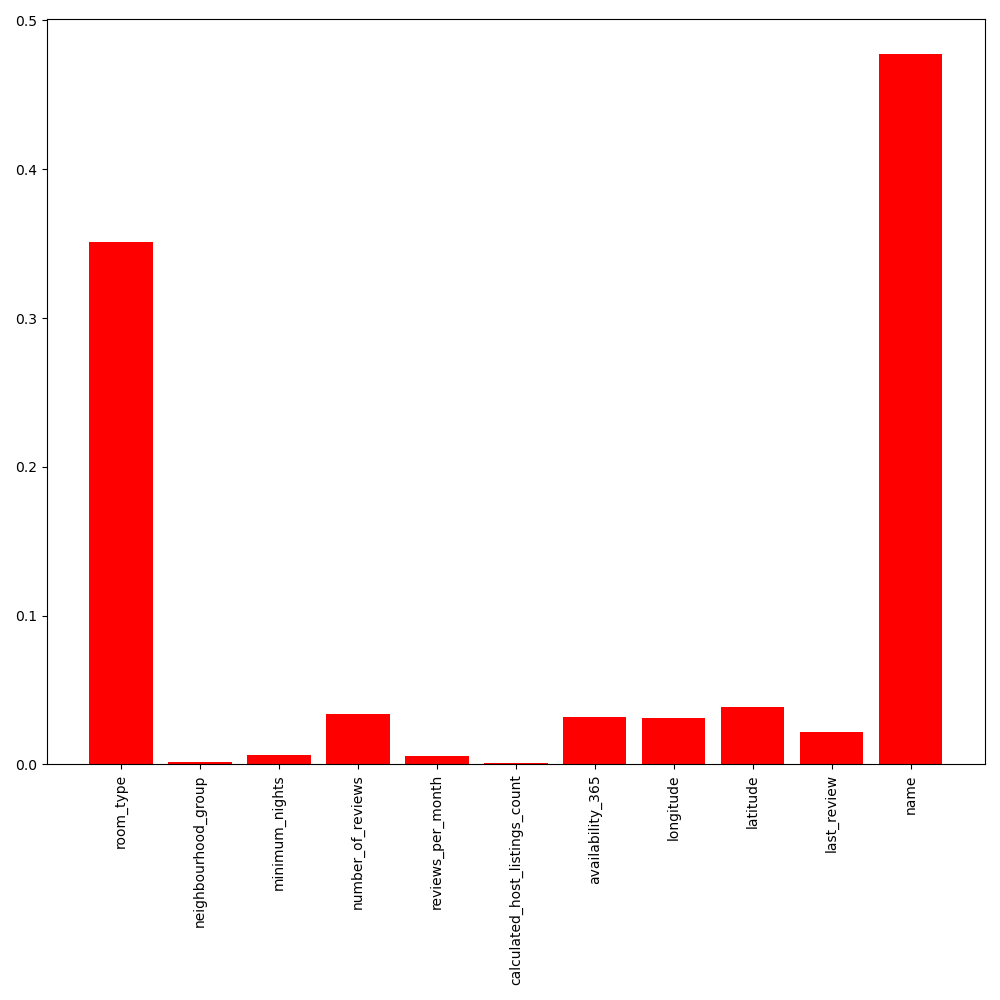 0.5
0.4
0.3
0.2
0.1
0.0
room_type
neighbourhood_group
minimum_nights
number_of_reviews
reviews_per_month
calculated_host_listings_count
availability_365
longitude
latitude
last_review
name